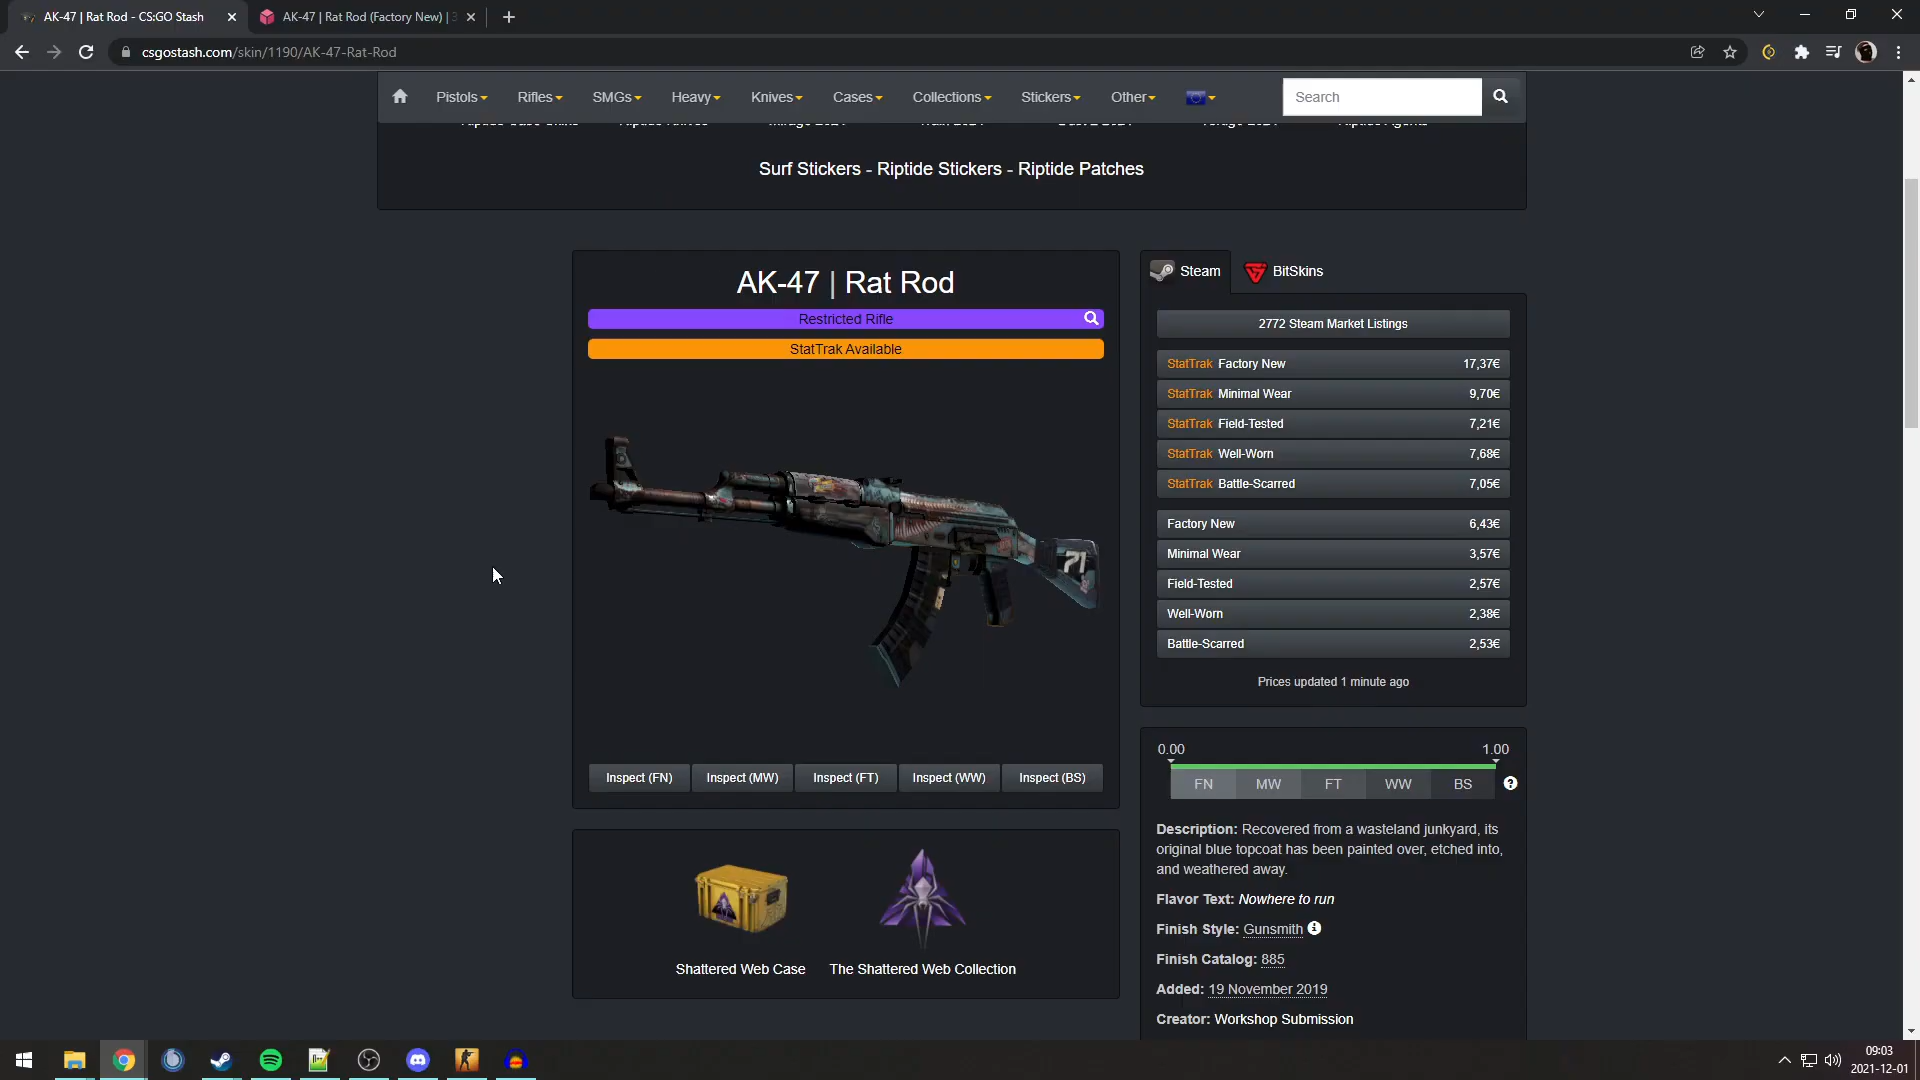 AK-47 | Rat Rod - CS:GO Stash
AK-47 | Rat Rod (Factory New) | 3
csgostash.com/skin/1190/AK-47-Rat-Rod
Pistols Rifles SMGs Heavy Knives Cases Collections Stickers Other Search
Surf Stickers - Riptide Stickers - Riptide Patches
AK-47 | Rat Rod
Restricted Rifle
StatTrak Available
71
Inspect (FN) Inspect (MW) Inspect (FT) Inspect (WW) Inspect (BS)
Shattered Web Case The Shattered Web Collection
Steam BitSkins
2772 Steam Market Listings
StatTrak Factory New 17,37€
StatTrak Minimal Wear 9,70€
StatTrak Field-Tested 7,21€
StatTrak Well-Worn 7,68€
StatTrak Battle-Scarred 7,05€
Factory New 6,43€
Minimal Wear 3,57€
Field-Tested 2,57€
Well-Worn 2,38€
Battle-Scarred 2,53€
Prices updated 1 minute ago
0.00 1.00
FN MW FT WW BS
Description: Recovered from a wasteland junkyard, its
original blue topcoat has been painted over, etched into,
and weathered away.
Flavor Text: Nowhere to run
Finish Style: Gunsmith
Finish Catalog: 885
Added: 19 November 2019
Creator: Workshop Submission
09:03
2021-12-01